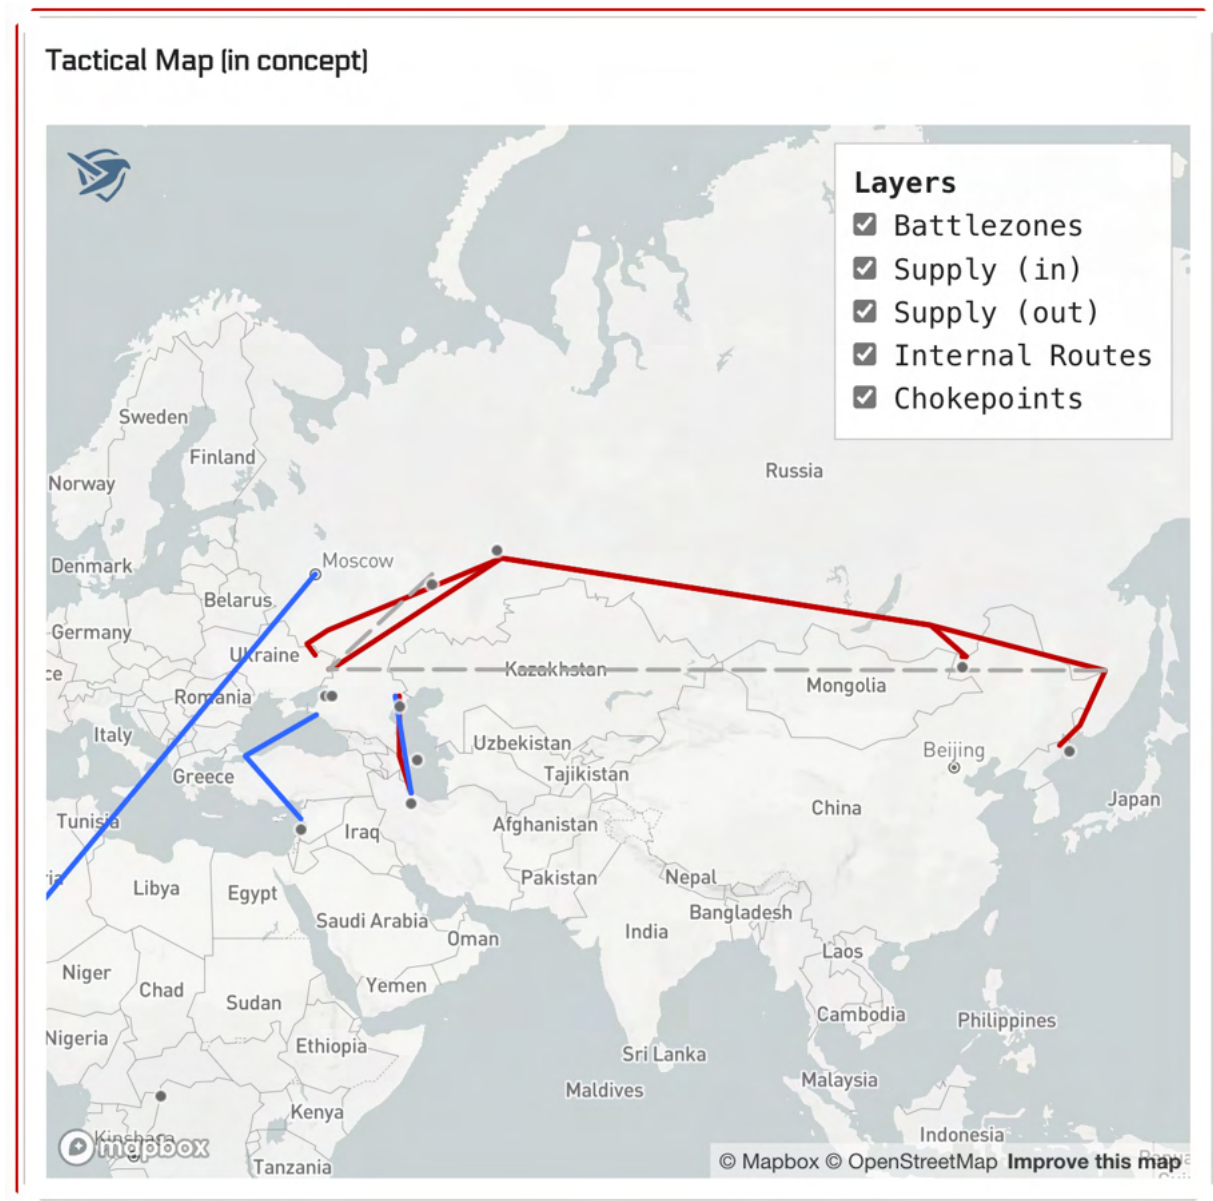 Tactical Map (in concept)
Layers
Battlezones
Supply (in)
Supply (out)
Internal Routes
Chokepoints
Sweden
Finland
Norway
Russia
Denmark
Moscow
Belarus
Germany
Ukraine
ce
Kazakhstan
Mongolia
Romania
Italy
Uzbekistan
Beijing
Greece
Tajikistan
Japan
Tunisia
Iraq
Afghanistan
China
ria
Libya
Egypt
Pakistan
Nepal
Saudi Arabia
Bangladesh
India
Oman
Laos
Niger
Chad
Sudan
Yemen
Cambodia
Philippines
Nigeria
Ethiopia
Sri Lanka
Malaysia
Maldives
Kenya
Kinshasa
mapbox
Indonesia
Tanzania
© Mapbox © OpenStreetMap Improve this map